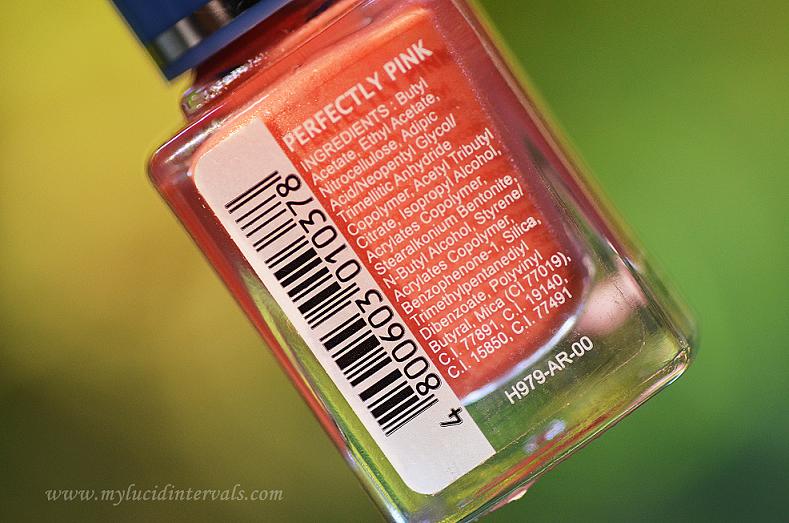 PERFECTLY PINK
INGREDIENTS : Butyl
Acetate, Ethyl Acetate,
Nitrocellulose, Adipic
Acid/Neopentyl Glycol/
Trimellitic Anhydride
Copolymer, Acetyl Tributyl
Citrate, Isopropyl Alcohol,
Acrylates Copolymer,
Stearalkonium Bentonite,
N-Butyl Alcohol, Styrene/
Acrylates Copolymer,
Benzophenone-1, Silica,
Trimethylpentanediyl
Dibenzoate, Polyvinyl
Butyral, Mica (CI 77019),
C.I. 77891, C.I. 19140,
C.I. 15850, C.I 77491
H979-AR-00
4 800603 010378
www.mylucidintervals.com